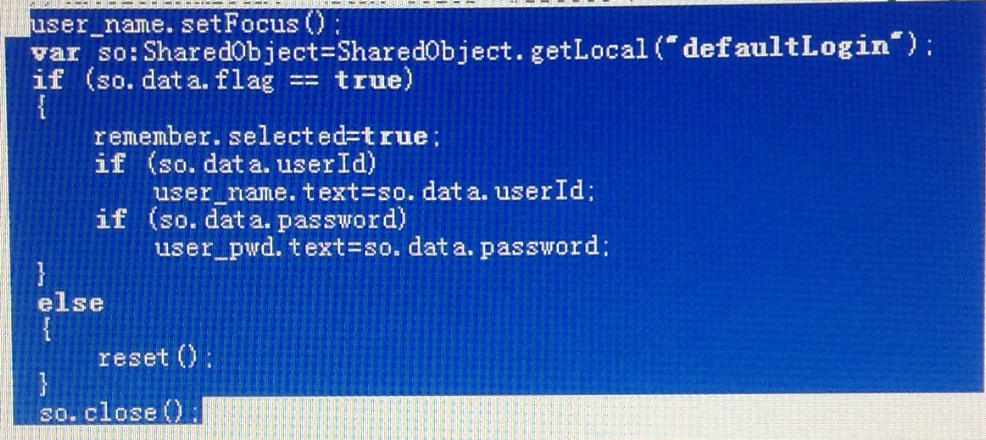 user_name.setFocus();
var so:SharedObject=SharedObject.getLocal("defaultLogin");
if (so.data.flag == true)
{
    remember.selected=true;
    if (so.data.userId)
        user_name.text=so.data.userId;
    if (so.data.password)
        user_pwd.text=so.data.password;
}
else
{
    reset();
}
so.close();